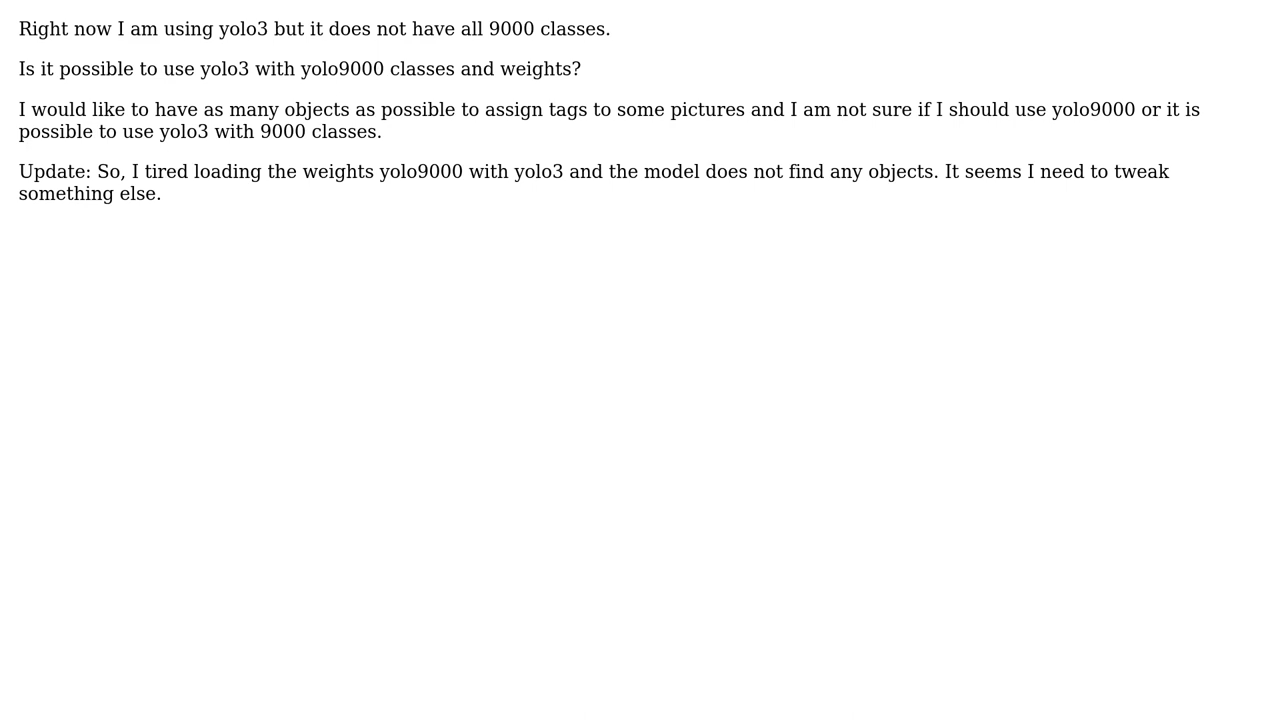 Right now I am using yolo3 but it does not have all 9000 classes.
Is it possible to use yolo3 with yolo9000 classes and weights?
I would like to have as many objects as possible to assign tags to some pictures and I am not sure if I should use yolo9000 or it is
possible to use yolo3 with 9000 classes.
Update: So, I tired loading the weights yolo9000 with yolo3 and the model does not find any objects. It seems I need to tweak
something else.